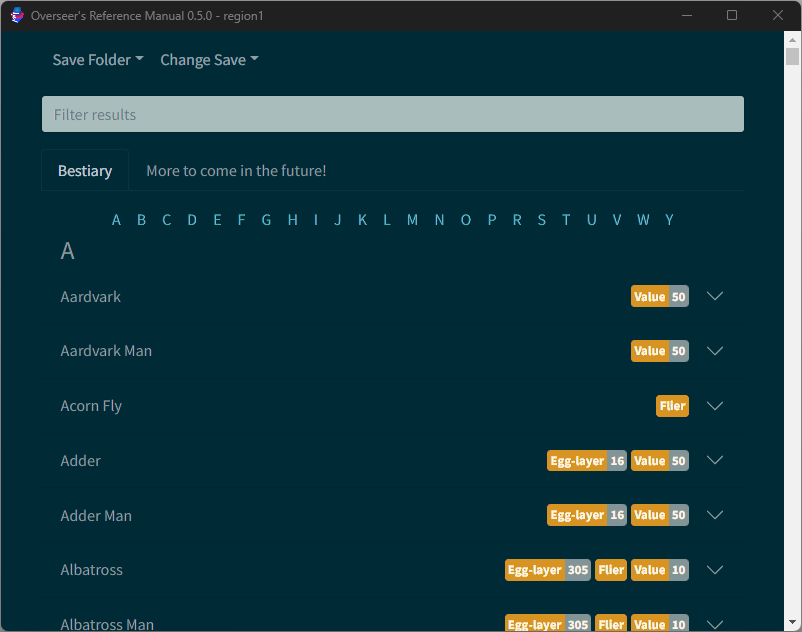 Overseer's Reference Manual 0.5.0 - region1
Save Folder Change Save
Filter results
Bestiary More to come in the future!
A B C D E F G H I J K L M N O P R S T U V W Y
A
Aardvark Value 50
Aardvark Man Value 50
Acorn Fly Flier
Adder Egg-layer 16 Value 50
Adder Man Egg-layer 16 Value 50
Albatross Egg-layer 305 Flier Value 10
Albatross Man Egg-layer 305 Flier Value 10